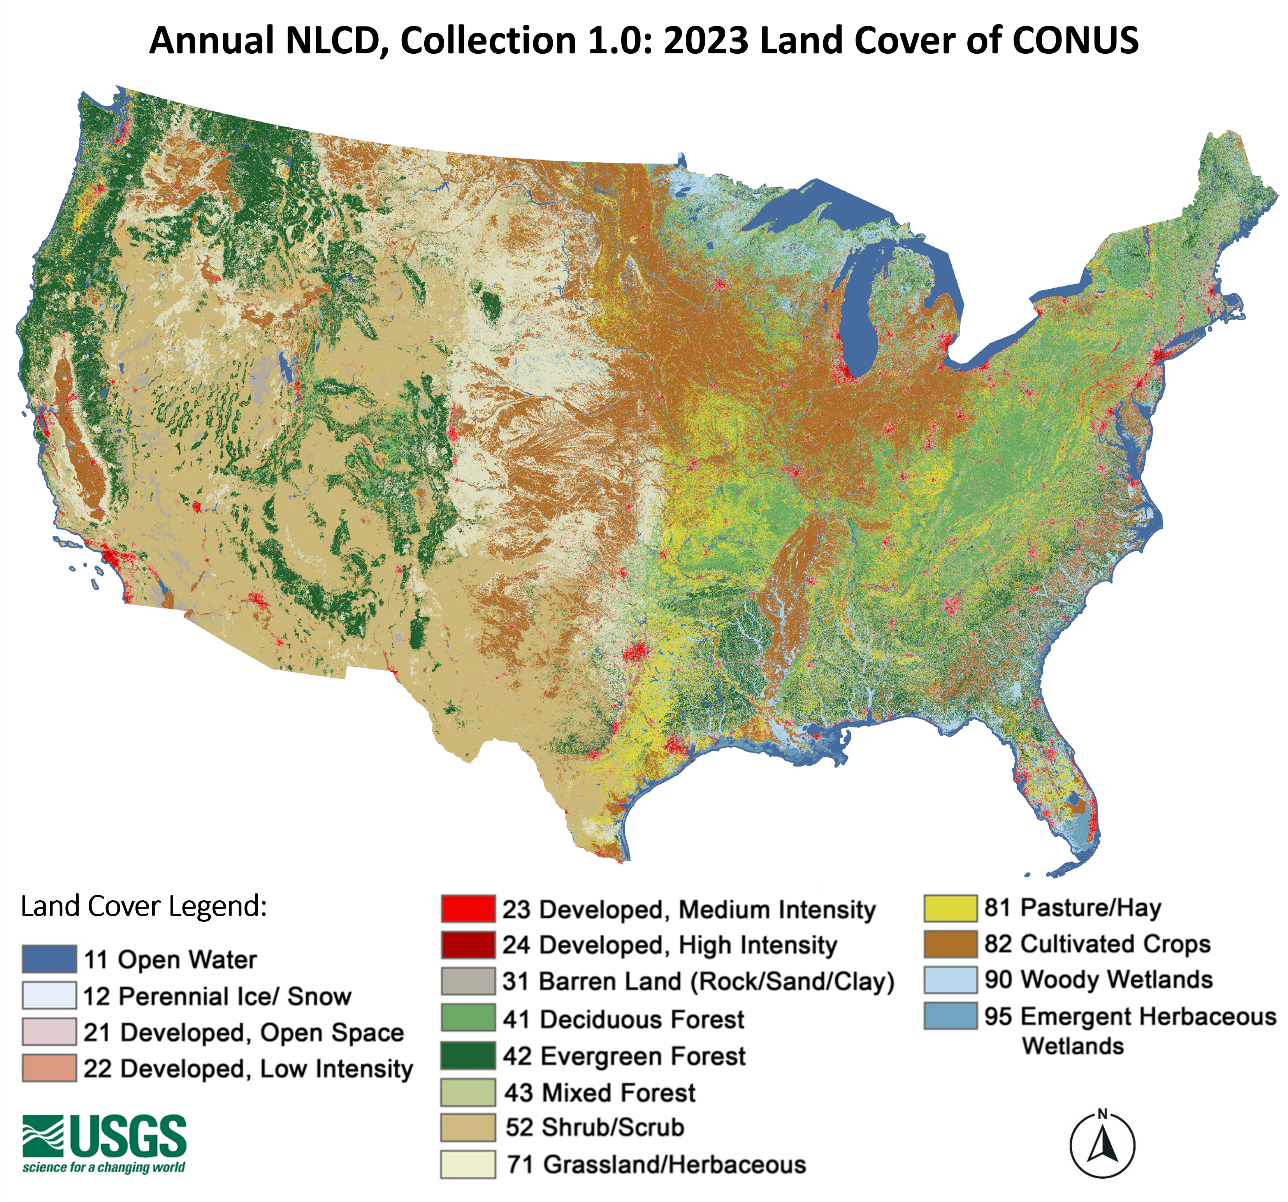 Annual NLCD, Collection 1.0: 2023 Land Cover of CONUS
Land Cover Legend:
11 Open Water
12 Perennial Ice/ Snow
21 Developed, Open Space
22 Developed, Low Intensity
23 Developed, Medium Intensity
24 Developed, High Intensity
31 Barren Land (Rock/Sand/Clay)
41 Deciduous Forest
42 Evergreen Forest
43 Mixed Forest
52 Shrub/Scrub
71 Grassland/Herbaceous
81 Pasture/Hay
82 Cultivated Crops
90 Woody Wetlands
95 Emergent Herbaceous
Wetlands
USGS
science for a changing world
N